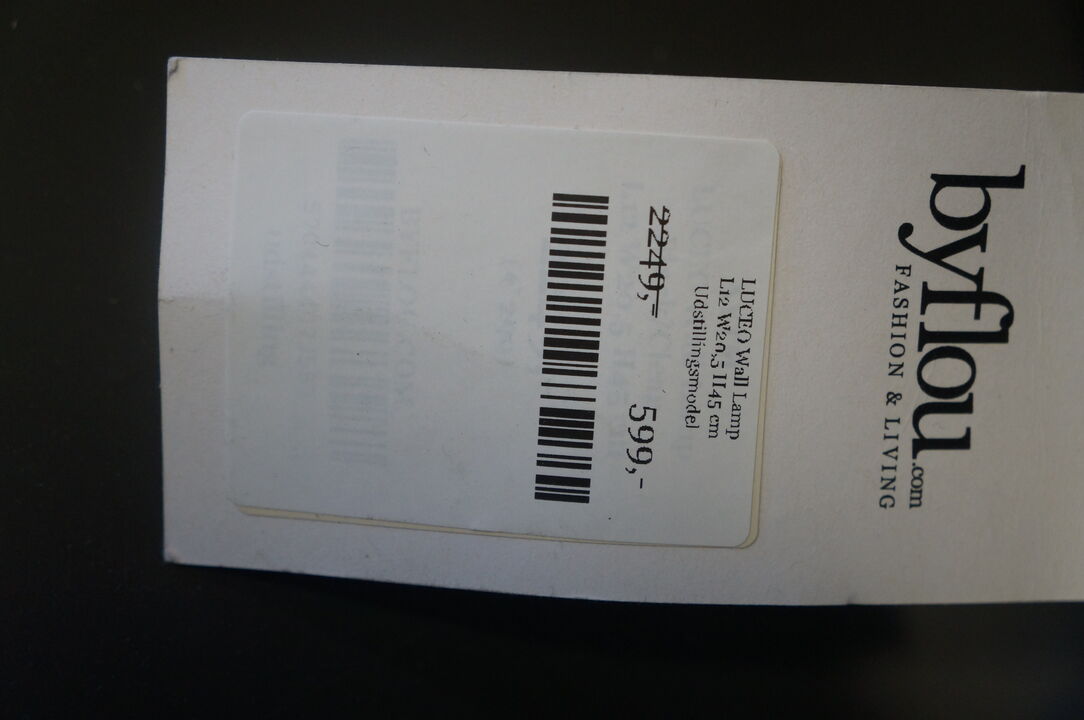 byflou.com
FASHION & LIVING
LUCEO Wall Lamp
L12 W20,5 H45 cm
Udstillingsmodel
2249,- 599,-